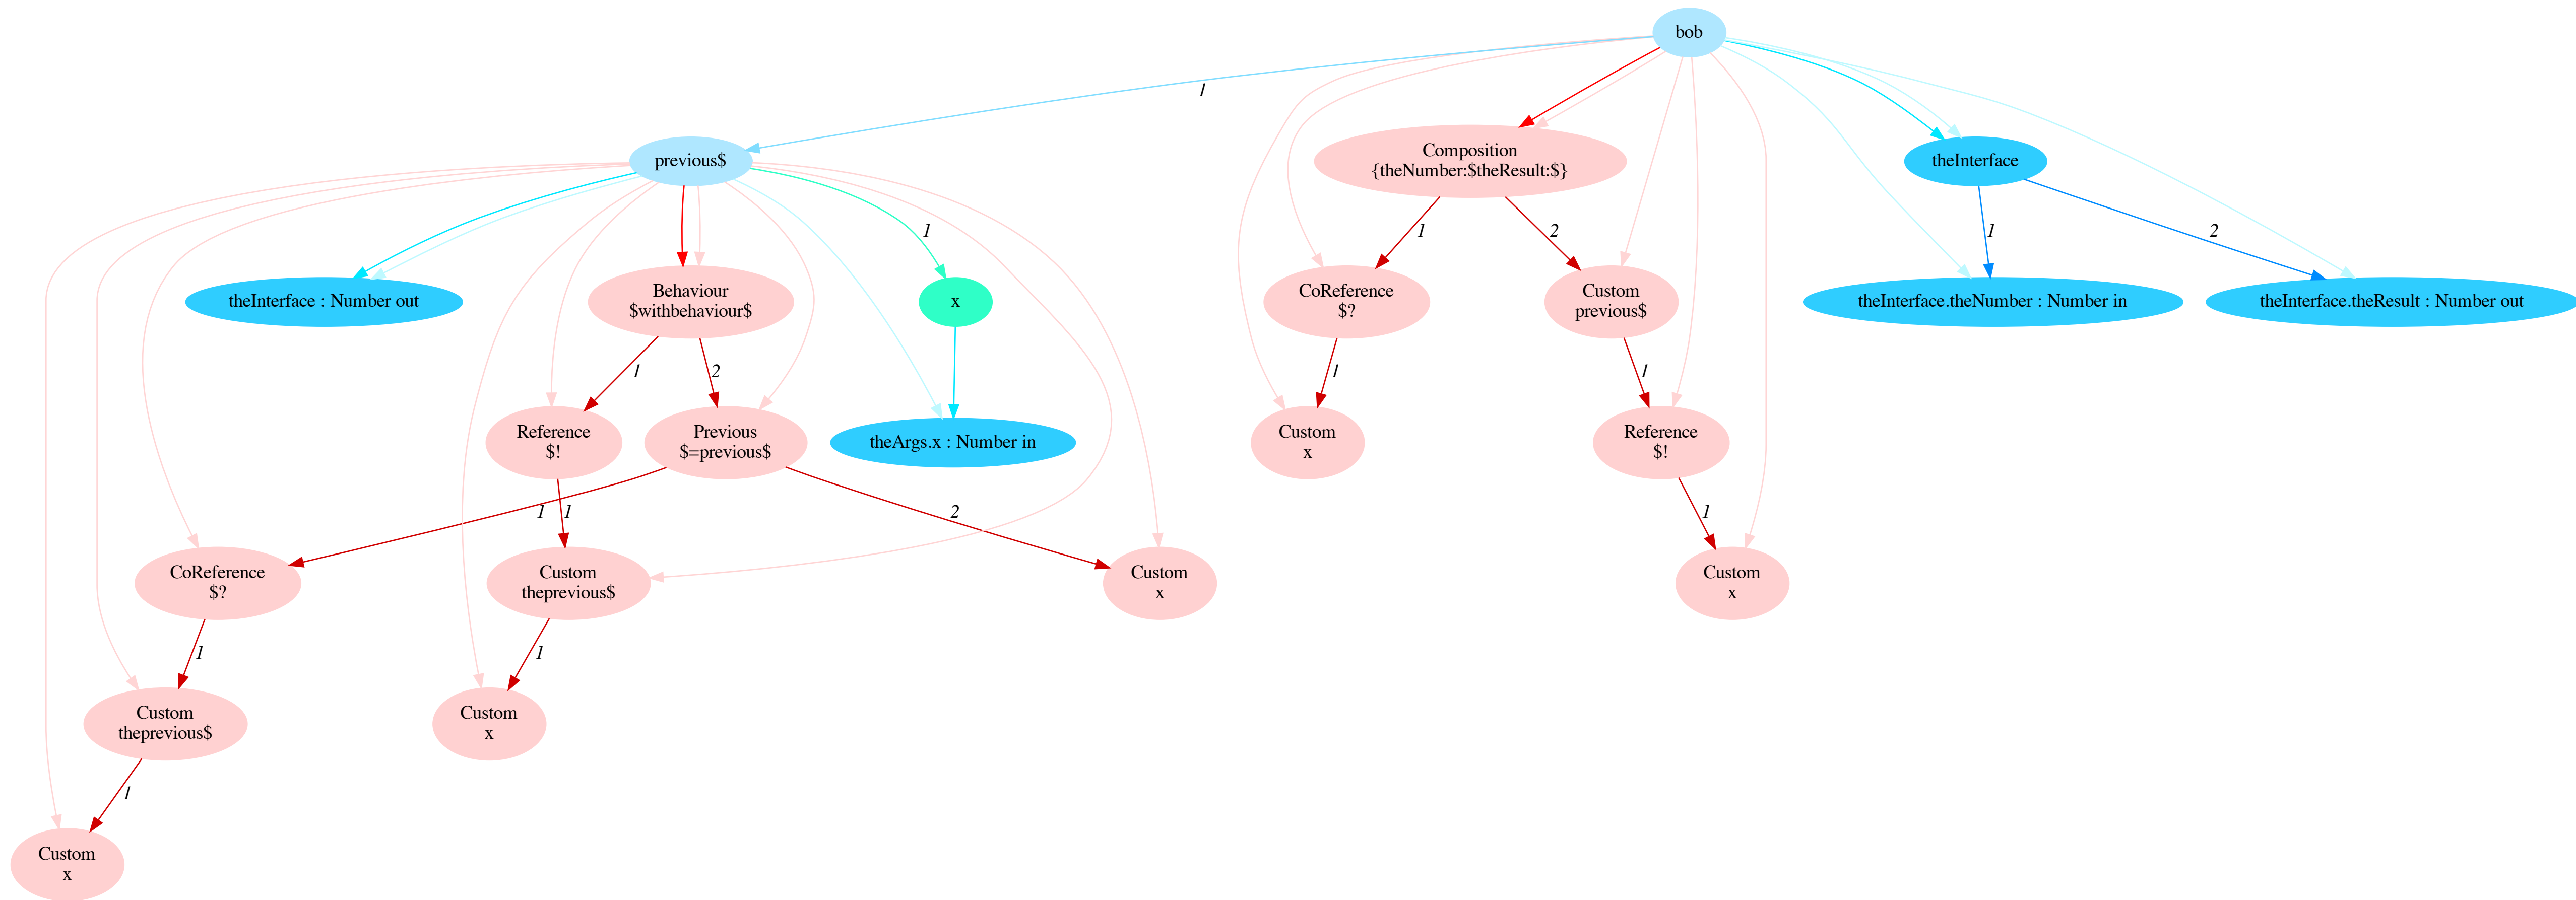 bob
1
previous$
Composition
{theNumber:$theResult:$}
theInterface
1
1
2
1
2
theInterface : Number out
Behaviour
$withbehaviour$
x
CoReference
$?
Custom
previous$
theInterface.theNumber : Number in
theInterface.theResult : Number out
1
2
1
1
Reference
$!
Previous
$=previous$
theArgs.x : Number in
Custom
x
Reference
$!
1
1
2
1
CoReference
$?
Custom
theprevious$
Custom
x
Custom
x
1
1
Custom
theprevious$
Custom
x
1
Custom
x